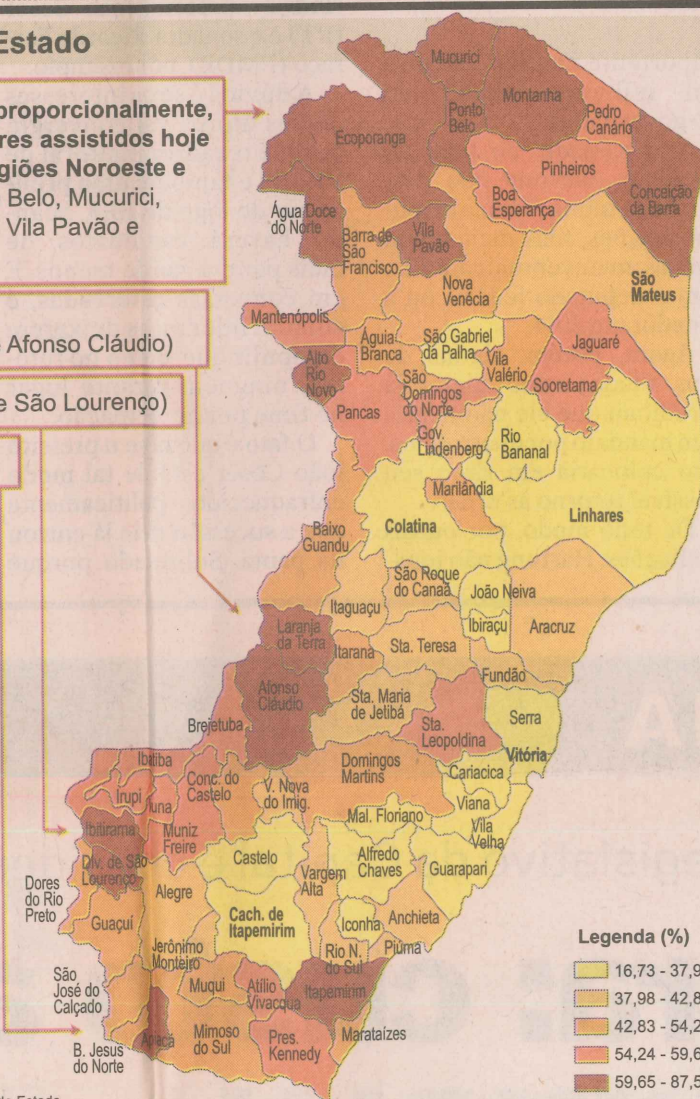 Estado
proporcionalmente,
res assistidos hoje
giões Noroeste e
Belo, Mucurici,
Vila Pavão e
Afonso Cláudio)
e São Lourenço)
Mucurici
Montanha
Ponto
Belo
Ecoporanga
Pedro
Canário
Pinheiros
Boa
Esperança
Conceição
da Barra
Água Doce
do Norte
Barra de
São
Francisco
Vila
Pavão
Nova
Venécia
São
Mateus
Mantenópolis
Águia
Branca
São Gabriel
da Palha
Vila
Valério
Jaguaré
Sooretama
Alto
Rio
Novo
Pancas
São
Domingos
do Norte
Gov.
Lindenberg
Rio
Bananal
Marilândia
Colatina
Linhares
Baixo
Guandu
São Roque
do Canaã
João Neiva
Itaguaçu
Ibiraçu
Aracruz
Laranja
da Terra
Itarana
Sta. Teresa
Fundão
Afonso
Cláudio
Sta. Maria
de Jetibá
Sta.
Leopoldina
Serra
Brejetuba
Vitória
Ibatiba
Conc. do
Castelo
V. Nova
do Imig.
Domingos
Martins
Cariacica
Irupi
Iuna
Viana
Mal. Floriano
Vila
Velha
Ibitirama
Muniz
Freire
Castelo
Vargem
Alta
Alfredo
Chaves
Guarapari
Div. de São
Lourenço
Dores
do Rio
Preto
Alegre
Cach. de
Itapemirim
Guaçuí
Iconha
Anchieta
Jerônimo
Monteiro
Rio N.
do Sul
Piúma
São
José do
Calçado
Muqui
Atílio
Vivacqua
Itapemirim
Apacá
Mimoso
do Sul
Pres.
Kennedy
Marataízes
B. Jesus
do Norte
Legenda (%)
16,73 - 37,9
37,98 - 42,8
42,83 - 54,2
54,24 - 59,6
59,65 - 87,5